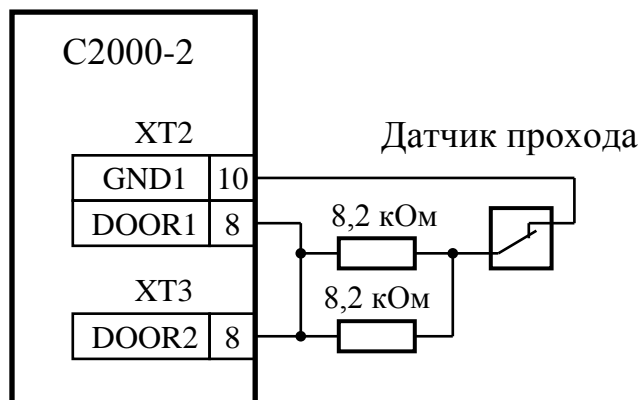 С2000-2
XT2
Датчик прохода
GND1 10
DOOR1 8
8,2 кОм
XT3
8,2 кОм
DOOR2 8